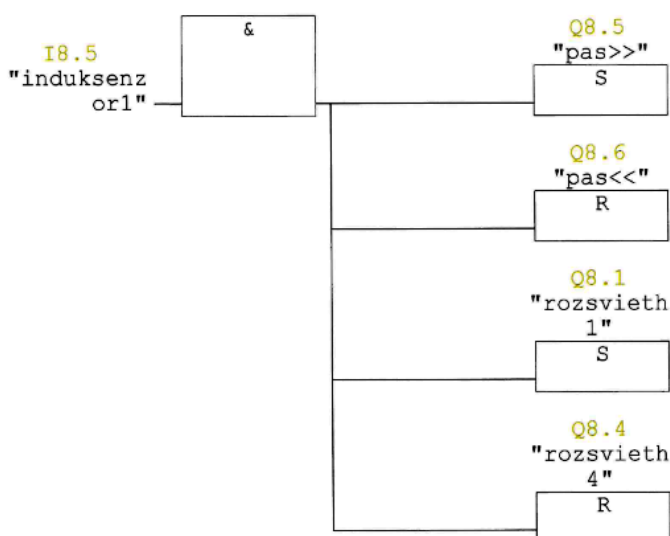 &
I8.5
"induksenz
or1"
Q8.5
"pas>>"
S
Q8.6
"pas<<"
R
Q8.1
"rozsvieth
1"
S
Q8.4
"rozsvieth
4"
R